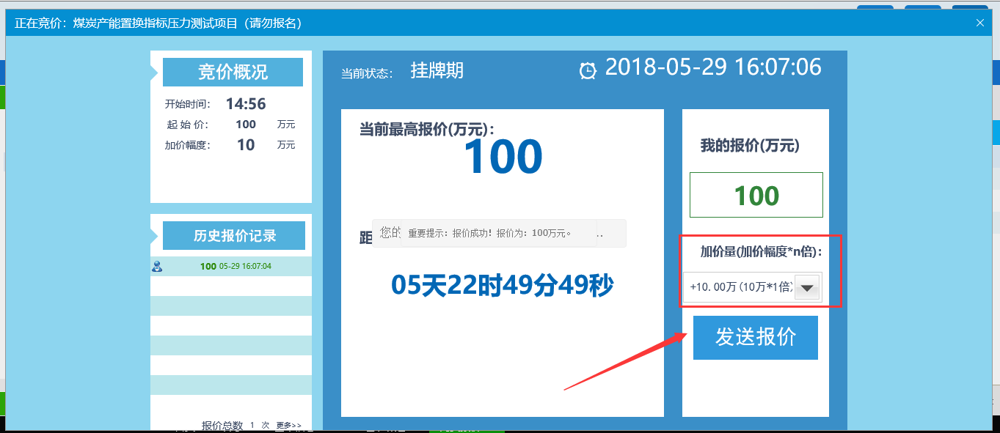 正在竞价：煤炭产能置换指标压力测试项目（请勿报名）
竞价概况
开始时间： 14:56
起 始 价： 100 万元
加价幅度： 10 万元
历史报价记录
100 05-29 16:07:04
报价总数 1 次 更多>>
当前状态： 挂牌期
2018-05-29 16:07:06
当前最高报价(万元)：
100
距
您的
重要提示：报价成功！报价为：100万元。
..
05天22时49分49秒
我的报价(万元)
100
加价量(加价幅度*n倍)：
+10.00万(10万*1倍)
发送报价